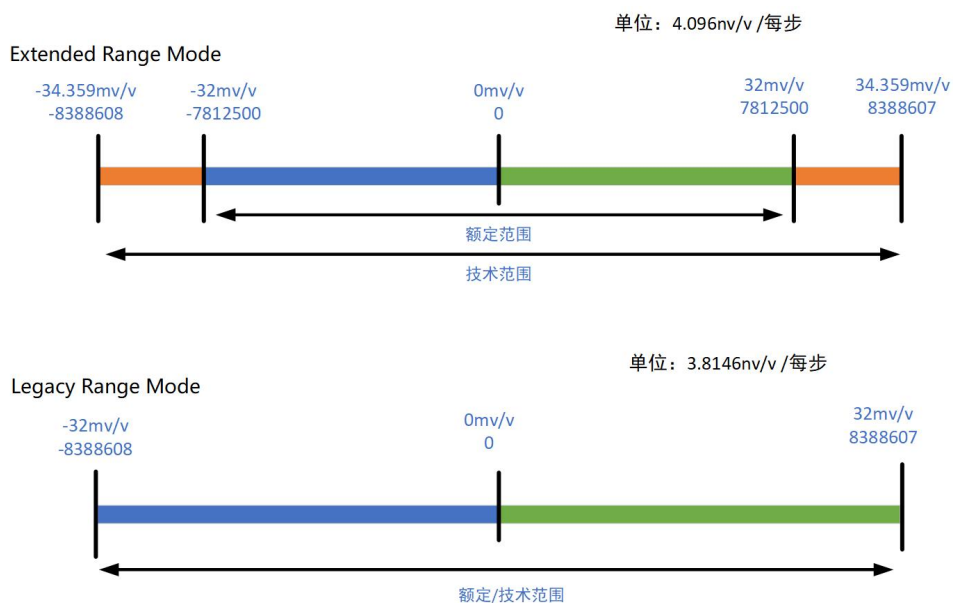 单位：4.096nv/v /每步
Extended Range Mode
-34.359mv/v -32mv/v 0mv/v 32mv/v 34.359mv/v
-8388608 -7812500 0 7812500 8388607
额定范围
技术范围
单位：3.8146nv/v /每步
Legacy Range Mode
-32mv/v 0mv/v 32mv/v
-8388608 0 8388607
额定/技术范围